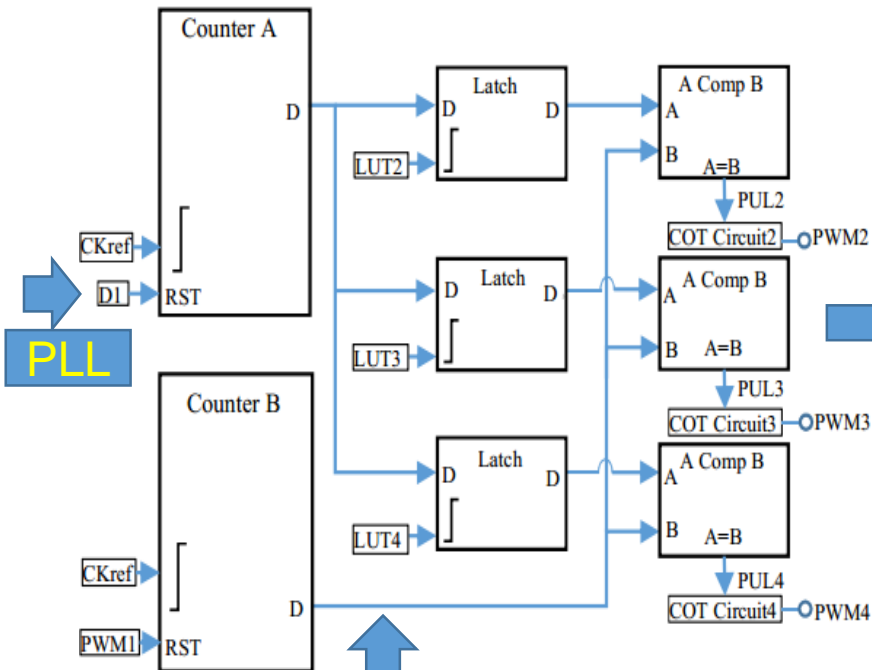 Counter A
D
CKref
D1
RST
PLL
Counter B
CKref
D
PWM1
RST
Latch
D
D
LUT2
Latch
D
D
LUT3
Latch
D
D
LUT4
A Comp B
A
B
A=B
PUL2
COT Circuit2
PWM2
A Comp B
A
B
A=B
PUL3
COT Circuit3
PWM3
A Comp B
A
B
A=B
PUL4
COT Circuit4
PWM4